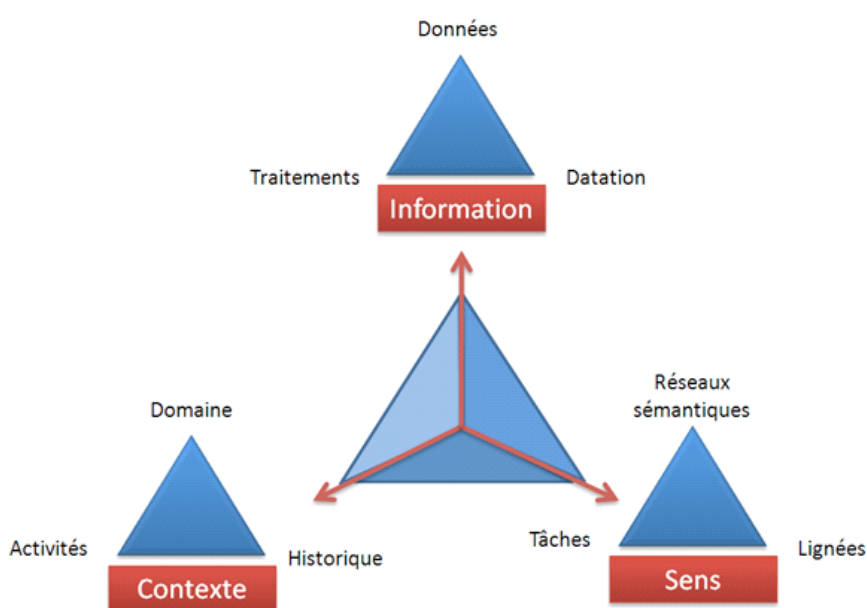 Données
Traitements
Datation
Information
Domaine
Activités
Historique
Contexte
Réseaux
sémantiques
Tâches
Lignées
Sens